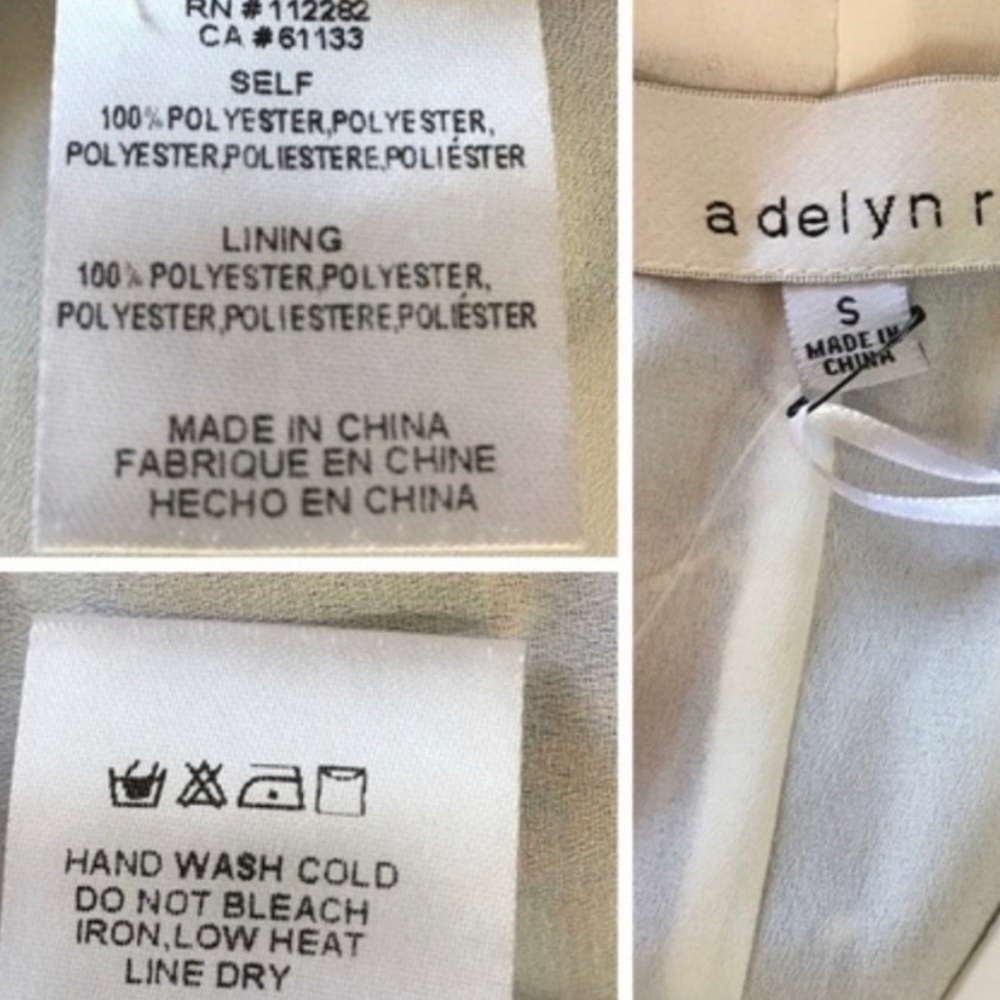 RN # 112282
CA # 61133
SELF
100% POLYESTER,POLYESTER,
POLYESTER,POLIESTERE,POLIÉSTER
LINING
100% POLYESTER,POLYESTER,
POLYESTER,POLIESTERE,POLIÉSTER
MADE IN CHINA
FABRIQUE EN CHINE
HECHO EN CHINA
HAND WASH COLD
DO NOT BLEACH
IRON,LOW HEAT
LINE DRY
adelyn r
S
MADE IN
CHINA